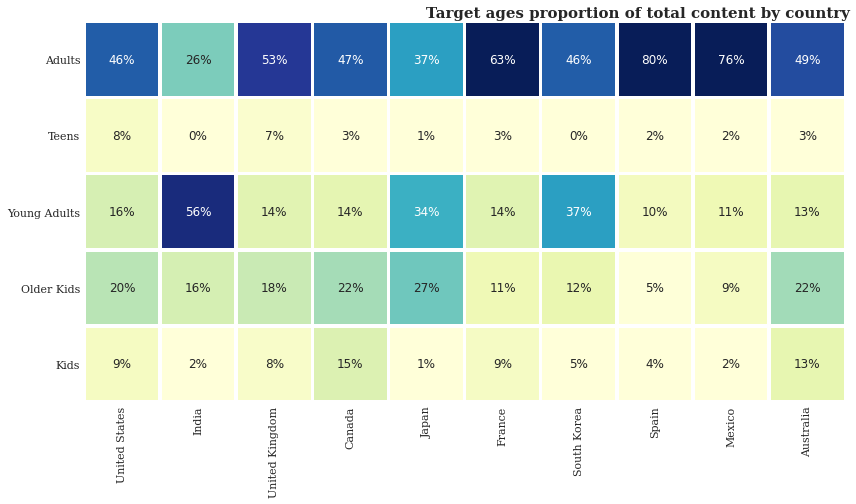 Target ages proportion of total content by country
Adults 46% 26% 53% 47% 37% 63% 46% 80% 76% 49%
Teens 8% 0% 7% 3% 1% 3% 0% 2% 2% 3%
Young Adults 16% 56% 14% 14% 34% 14% 37% 10% 11% 13%
Older Kids 20% 16% 18% 22% 27% 11% 12% 5% 9% 22%
Kids 9% 2% 8% 15% 1% 9% 5% 4% 2% 13%
United States
India
United Kingdom
Canada
Japan
France
South Korea
Spain
Mexico
Australia